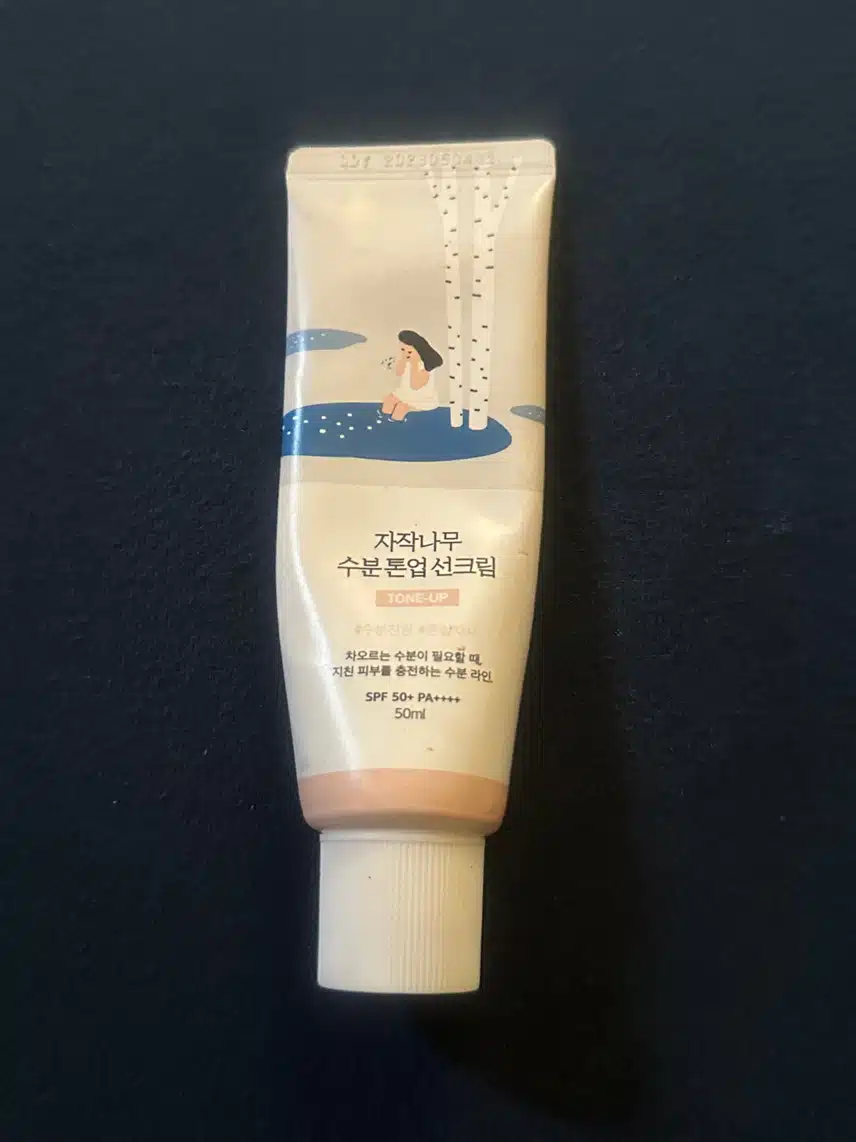 자작나무
수분 톤업 선크림
TONE-UP
차오르는 수분이 필요할 때,
지친 피부를 충전하는 수분 라인.
SPF 50+ PA++++
50ml